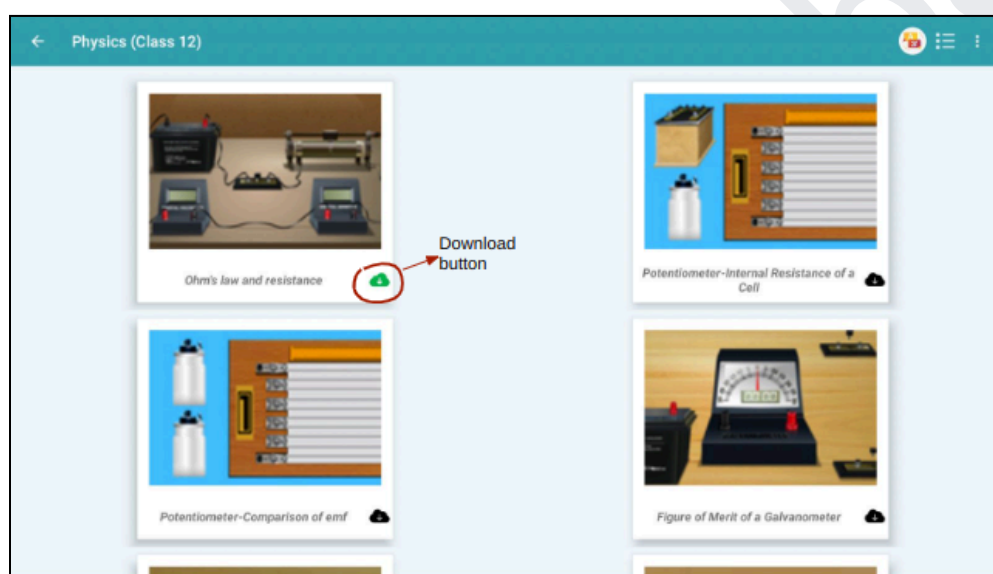 Physics (Class 12)
Download
button
Ohm's law and resistance
Potentiometer-Internal Resistance of a
Cell
Potentiometer-Comparison of emf
Figure of Merit of a Galvanometer